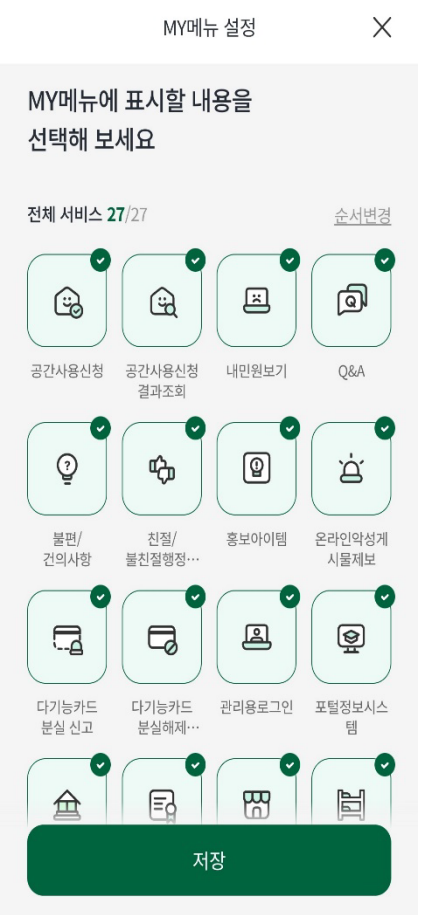 MY메뉴 설정
MY메뉴에 표시할 내용을
선택해 보세요
전체 서비스 27/27
순서변경
공간사용신청
공간사용신청
결과조회
내민원보기
Q&A
불편/
건의사항
친절/
불친절행정…
홍보아이템
온라인악성게
시물제보
다기능카드
분실 신고
다기능카드
분실해제…
관리용로그인
포털정보시스
템
저장